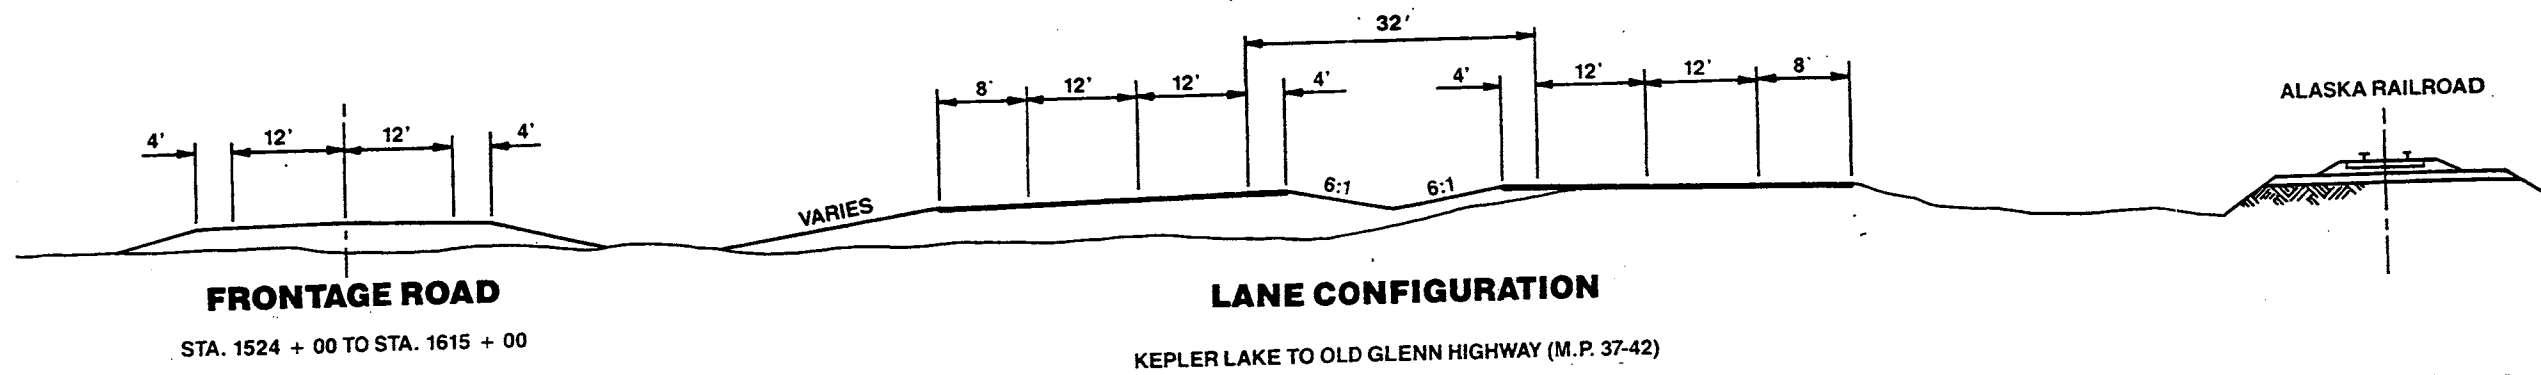 32'
8' 12' 12' 4' 4' 12' 12' 8'
ALASKA RAILROAD
4' 12' 12' 4'
VARIES 6:1 6:1
FRONTAGE ROAD
STA. 1524 + 00 TO STA. 1615 + 00
LANE CONFIGURATION
KEPLER LAKE TO OLD GLENN HIGHWAY (M.P. 37-42)